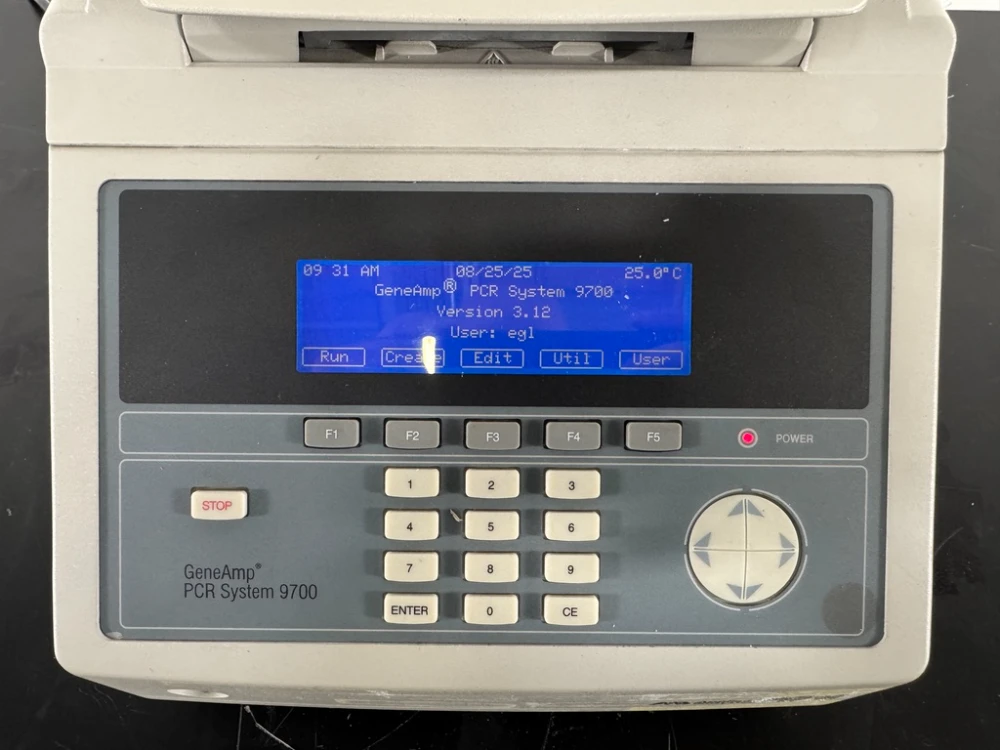 09 31 AM 08/25/25 25.0°C
GeneAmp® PCR System 9700
Version 3.12
User: egl
Run Create Edit Util User
F1 F2 F3 F4 F5 POWER
1 2 3
STOP
4 5 6
7 8 9
GeneAmp®
PCR System 9700
ENTER 0 CE